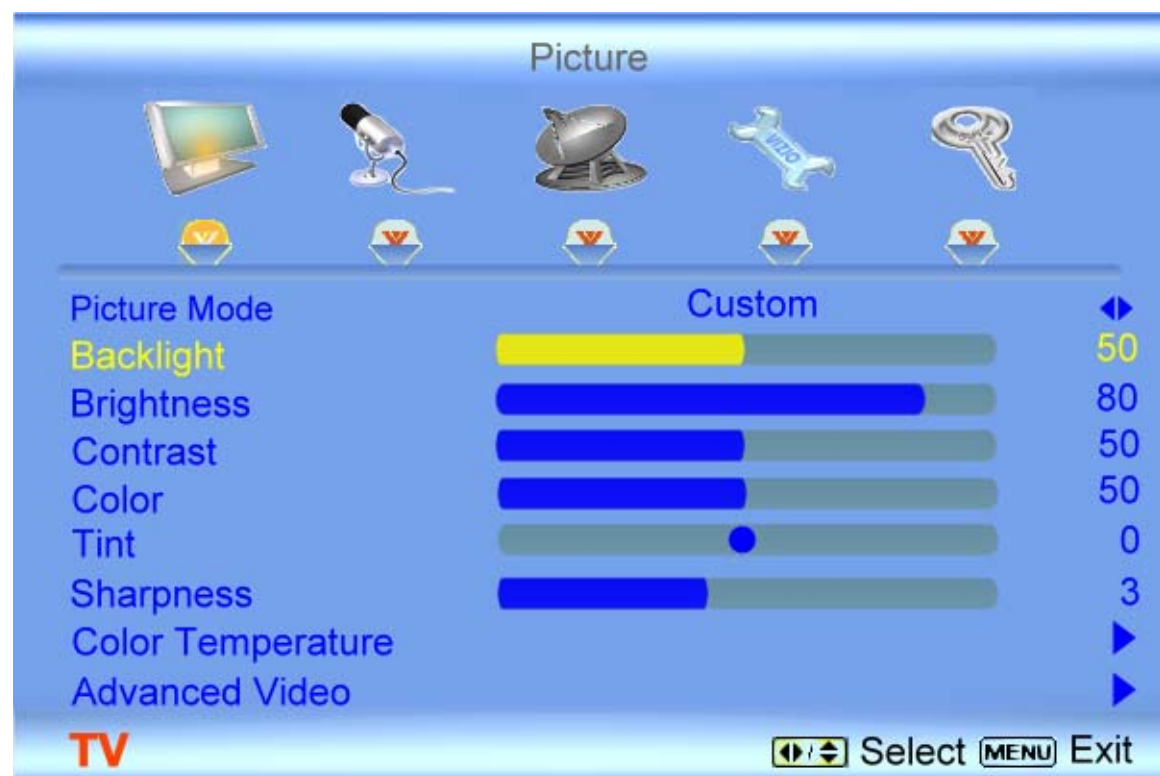 Picture
VIZIO
Picture Mode Custom
Backlight 50
Brightness 80
Contrast 50
Color 50
Tint 0
Sharpness 3
Color Temperature
Advanced Video
TV Select MENU Exit